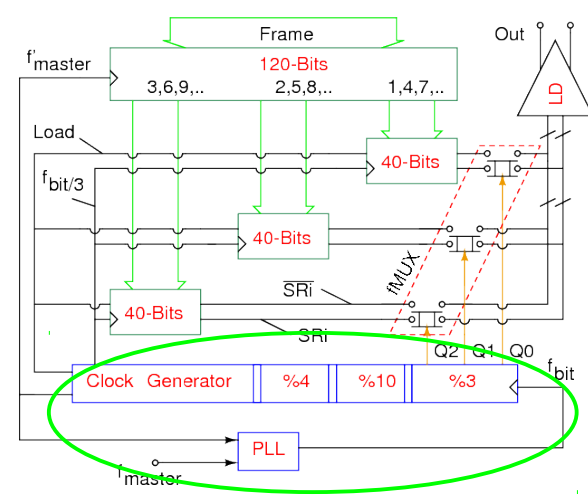 Frame
Out
f'master
120-Bits
3,6,9,.. 2,5,8,.. 1,4,7,..
LD
Load
40-Bits
fbit/3
40-Bits
fMUX
SRi
40-Bits
SRi
Q2 Q1 Q0
fbit
Clock Generator %4 %10 %3
PLL
fmaster